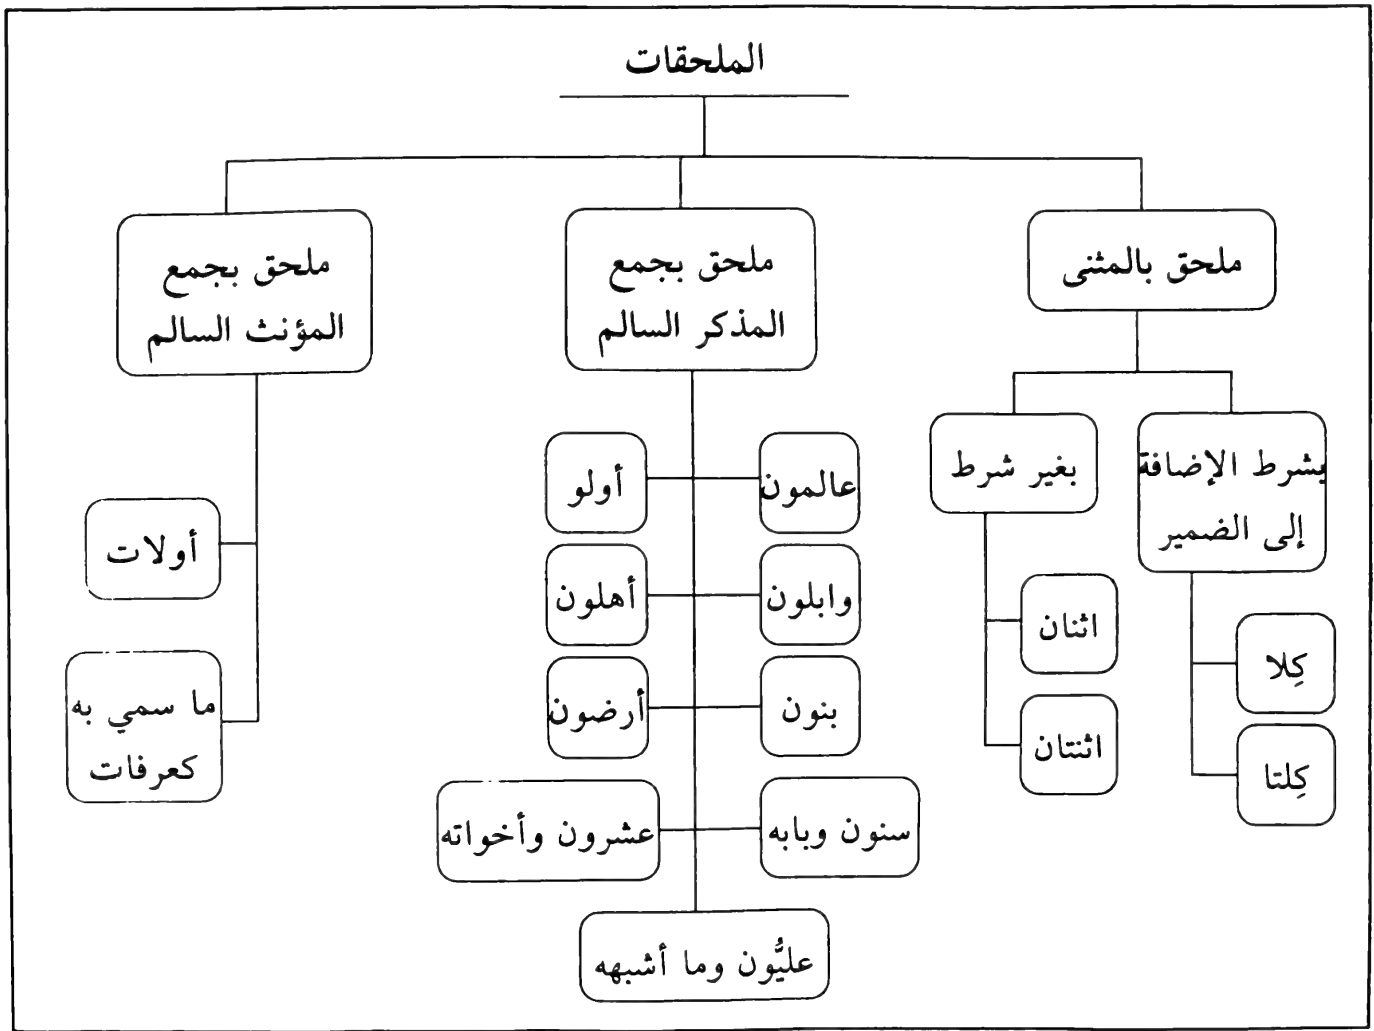 الملحقات
ملحق بالمثنى
ملحق بجمع
المذكر السالم
ملحق بجمع
المؤنث السالم
بشرط الإضافة
إلى الضمير
بغير شرط
كِلا
كِلتا
اثنان
اثنتان
عالمون
أولو
وابلون
أهلون
بنون
أرضون
سنون وبابه
عشرون وأخواته
عليُّون وما أشبهه
أولات
ما سمي به
كعرفات